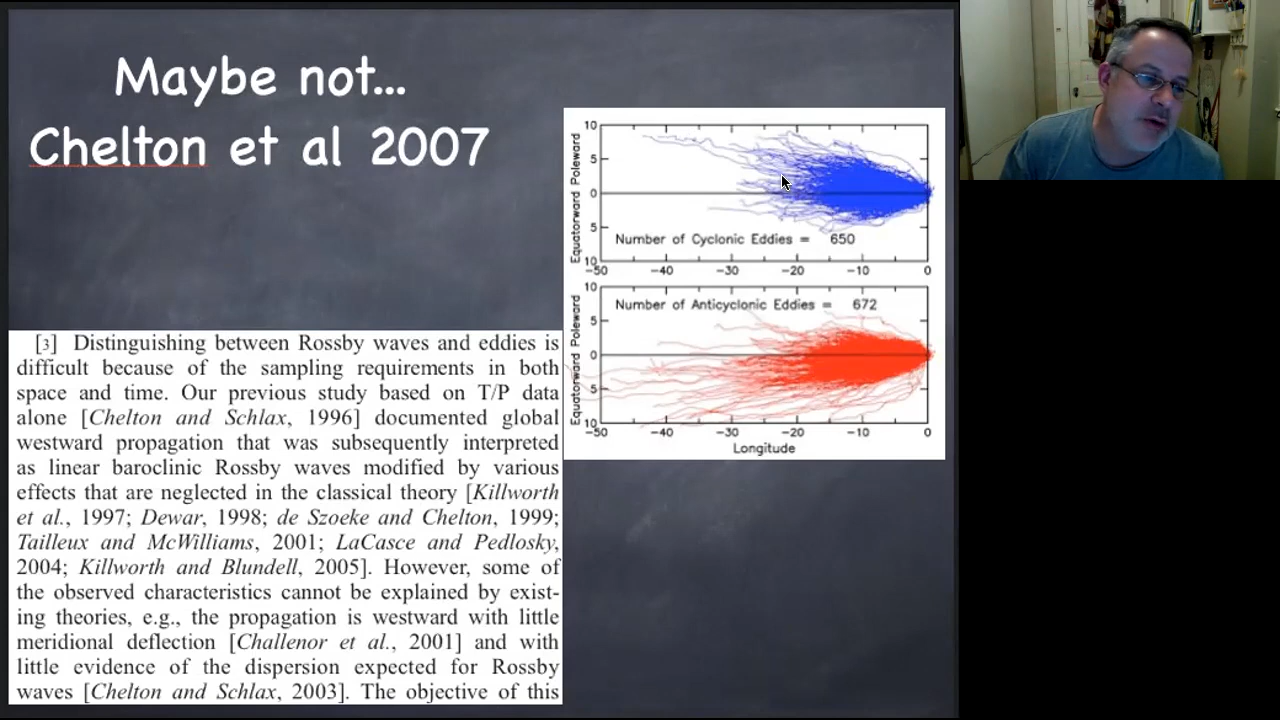 Maybe not...
Chelton et al 2007
[3] Distinguishing between Rossby waves and eddies is
difficult because of the sampling requirements in both
space and time. Our previous study based on T/P data
alone [Chelton and Schlax, 1996] documented global
westward propagation that was subsequently interpreted
as linear baroclinic Rossby waves modified by various
effects that are neglected in the classical theory [Killworth
et al., 1997; Dewar, 1998; de Szoeke and Chelton, 1999;
Tailleux and McWilliams, 2001; LaCasce and Pedlosky,
2004; Killworth and Blundell, 2005]. However, some of
the observed characteristics cannot be explained by exist-
ing theories, e.g., the propagation is westward with little
meridional deflection [Challenor et al., 2001] and with
little evidence of the dispersion expected for Rossby
waves [Chelton and Schlax, 2003]. The objective of this
Equatorward Poleward
10
5
0
5
10
Number of Cyclonic Eddies = 650
-50 -40 -30 -20 -10 0
Equatorward Poleward
10
5
0
5
10
Number of Anticyclonic Eddies = 672
-50 -40 -30 -20 -10 0
Longitude